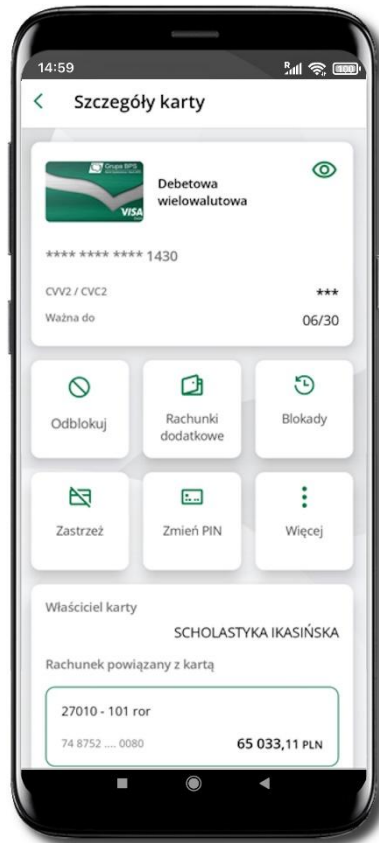 14:59
R
100
Szczegóły karty
Grupa BPS
VISA
Debetowa
wielowalutowa
**** **** **** 1430
CVV2 / CVC2
***
Ważna do
06/30
Odblokuj
Rachunki
dodatkowe
Blokady
Zastrzeż
Zmień PIN
Więcej
Właściciel karty
SCHOLASTYKA IKASIŃSKA
Rachunek powiązany z kartą
27010 - 101 ror
74 8752 .... 0080
65 033,11 PLN